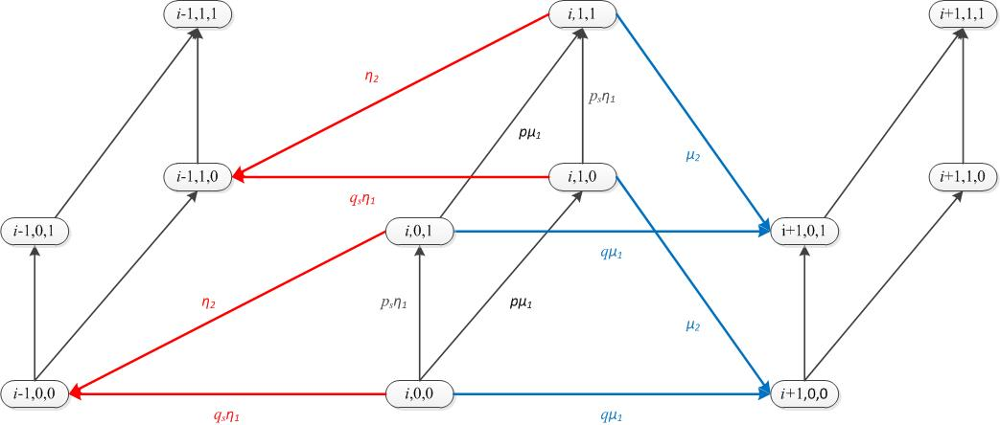 i-1,1,1
i,1,1
i+1,1,1
η2
psη1
pμ1
μ2
i-1,1,0
i,1,0
i+1,1,0
qsη1
i-1,0,1
i,0,1
i+1,0,1
qμ1
η2
psη1
pμ1
μ2
i-1,0,0
i,0,0
i+1,0,0
qsη1
qμ1